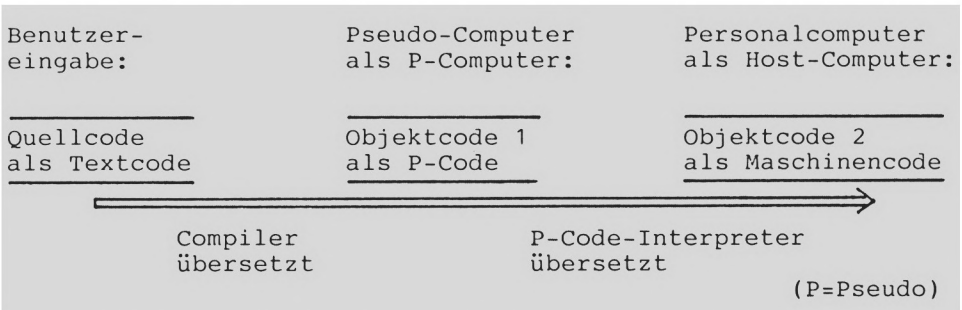 Benutzer-
eingabe:
Pseudo-Computer
als P-Computer:
Personalcomputer
als Host-Computer:
Quellcode
als Textcode
Objektcode 1
als P-Code
Objektcode 2
als Maschinencode
Compiler
übersetzt
P-Code-Interpreter
übersetzt
(P=Pseudo)